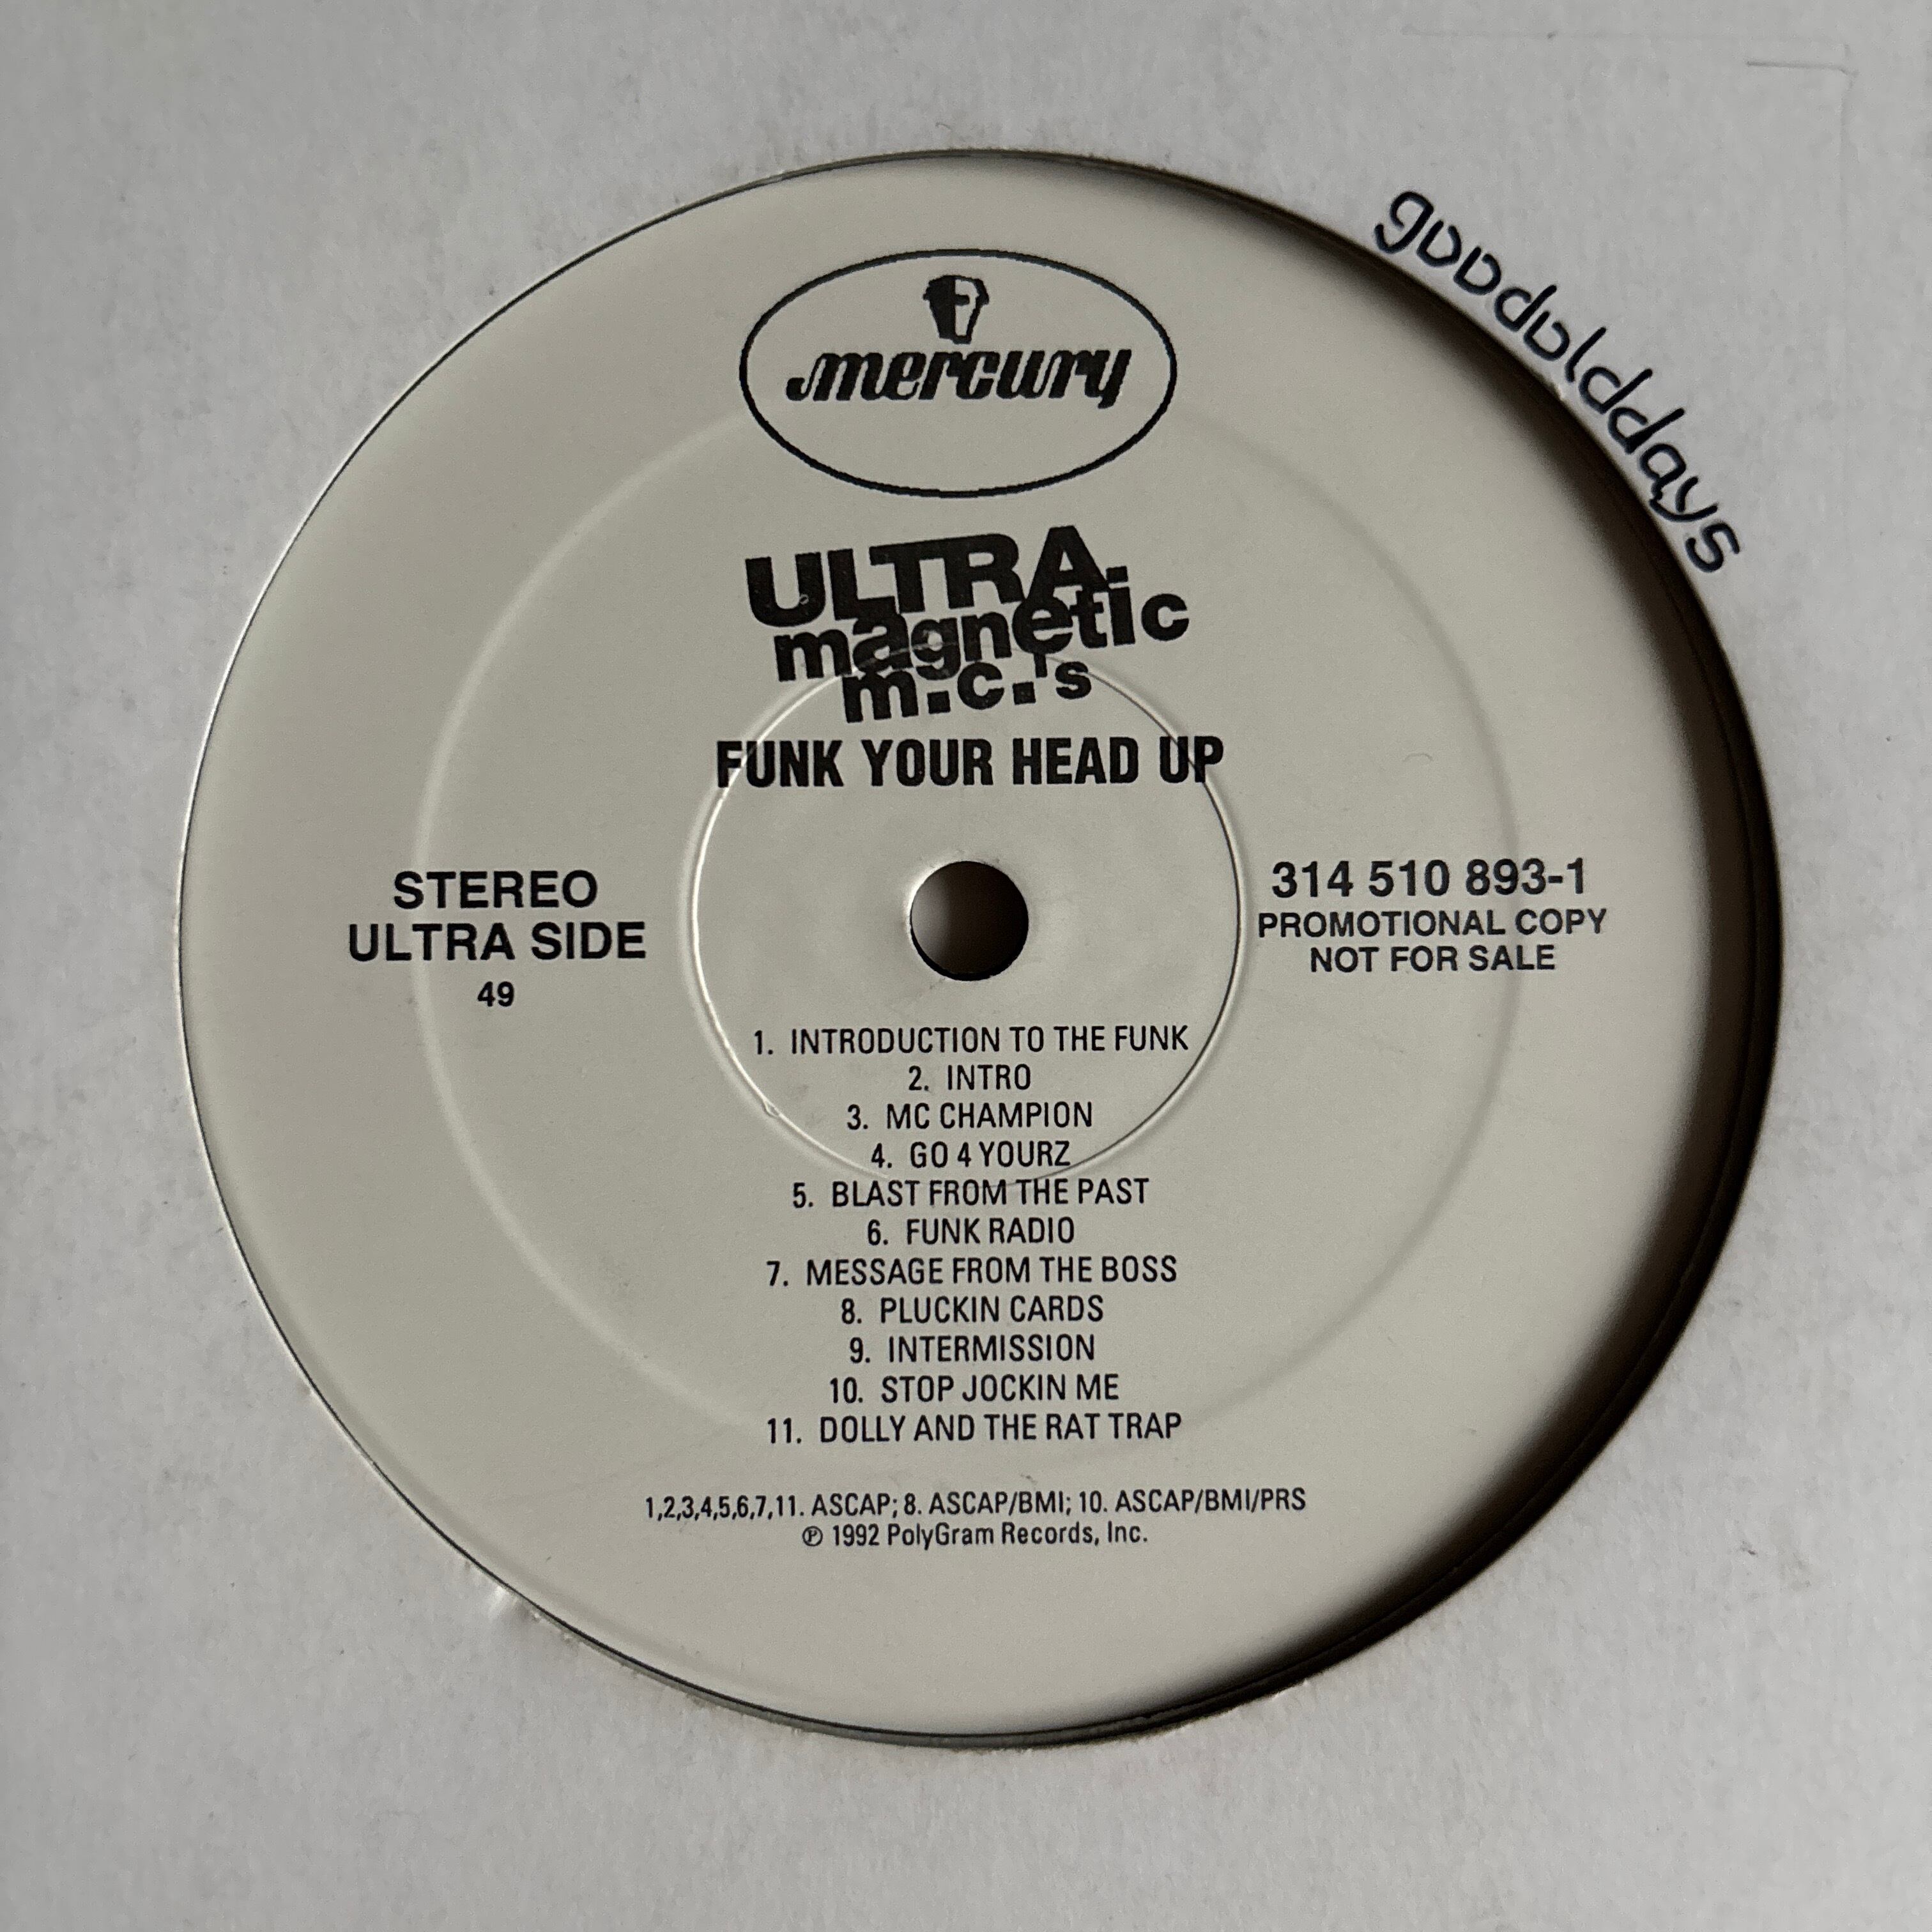 goodolddays
mercury
ULTRA
magnetic
m.c.'s
FUNK YOUR HEAD UP
STEREO
ULTRA SIDE
49
314 510 893-1
PROMOTIONAL COPY
NOT FOR SALE
1. INTRODUCTION TO THE FUNK
2. INTRO
3. MC CHAMPION
4. GO 4 YOURZ
5. BLAST FROM THE PAST
6. FUNK RADIO
7. MESSAGE FROM THE BOSS
8. PLUCKIN CARDS
9. INTERMISSION
10. STOP JOCKIN ME
11. DOLLY AND THE RAT TRAP
1,2,3,4,5,6,7,11. ASCAP; 8. ASCAP/BMI; 10. ASCAP/BMI/PRS
℗ 1992 PolyGram Records, Inc.